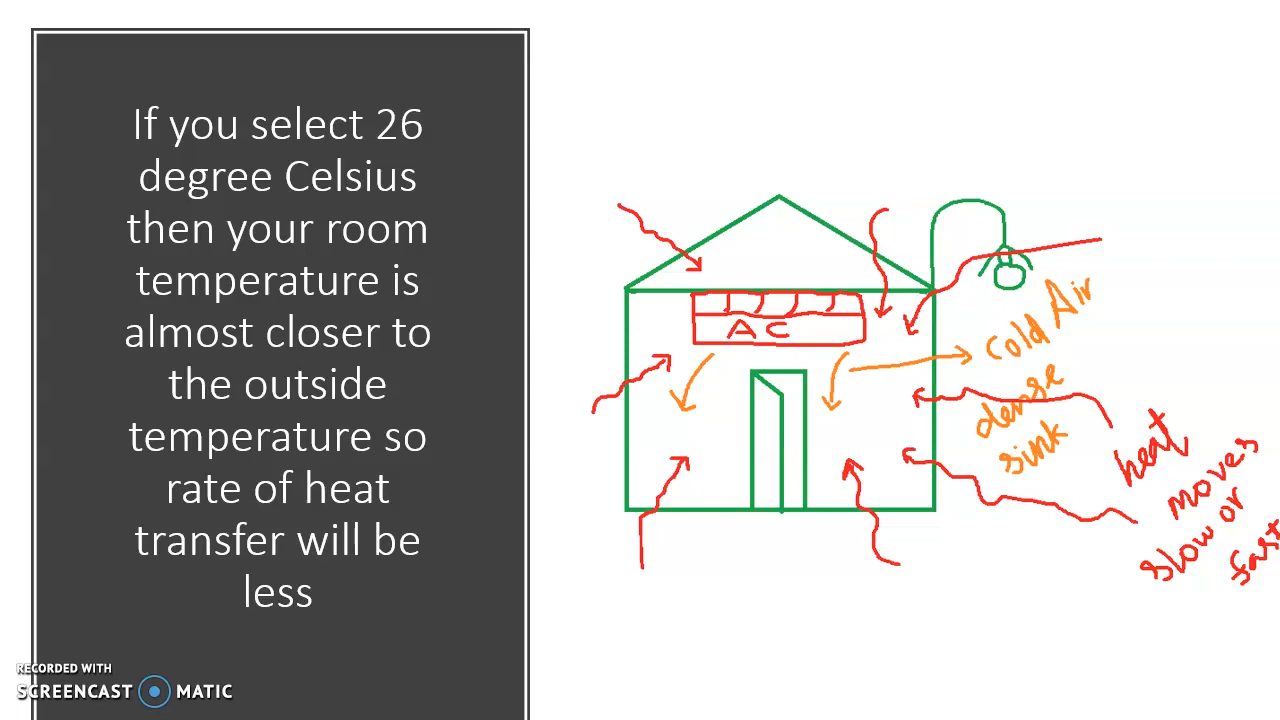 If you select 26
degree Celsius
then your room
temperature is
almost closer to
the outside
temperature so
rate of heat
transfer will be
less
AC
Cold Air
dense
sink
heat
moves
slow or
fast
RECORDED WITH
SCREENCAST MATIC